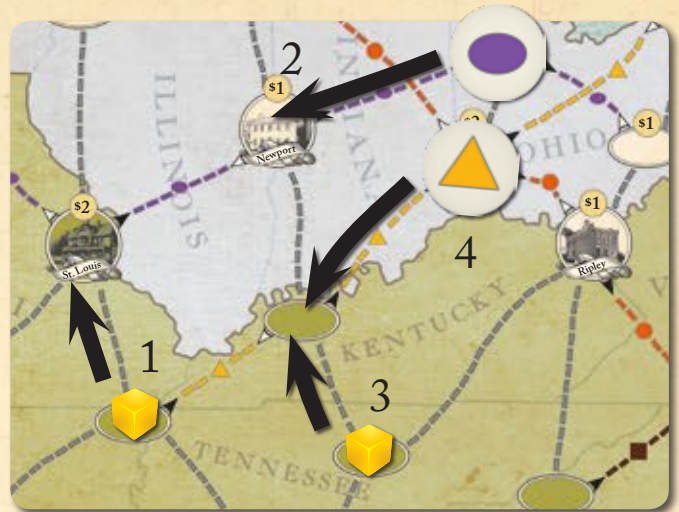 2
$1
Newport
ILLINOIS
INDIANA
OHIO
$1
$2
St. Louis
$1
Ripley
4
1
KENTUCKY
3
TENNESSEE